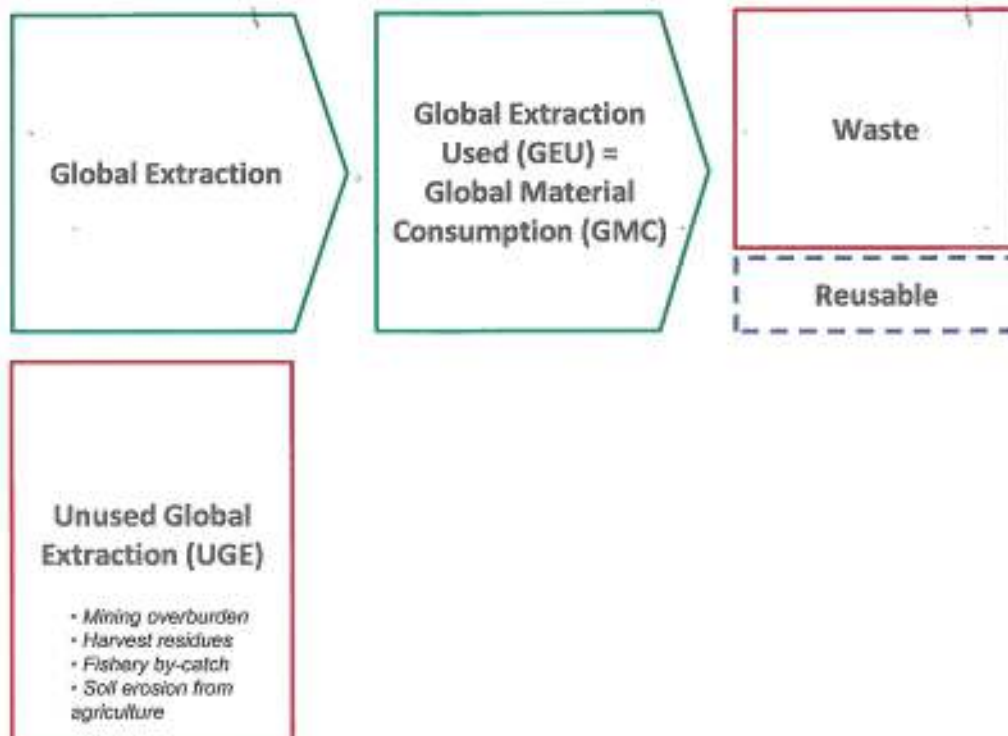 Global Extraction
Global Extraction
Used (GEU) =
Global Material
Consumption (GMC)
Waste
Reusable
Unused Global
Extraction (UGE)
• Mining overburden
• Harvest residues
• Fishery by-catch
• Soil erosion from
agriculture